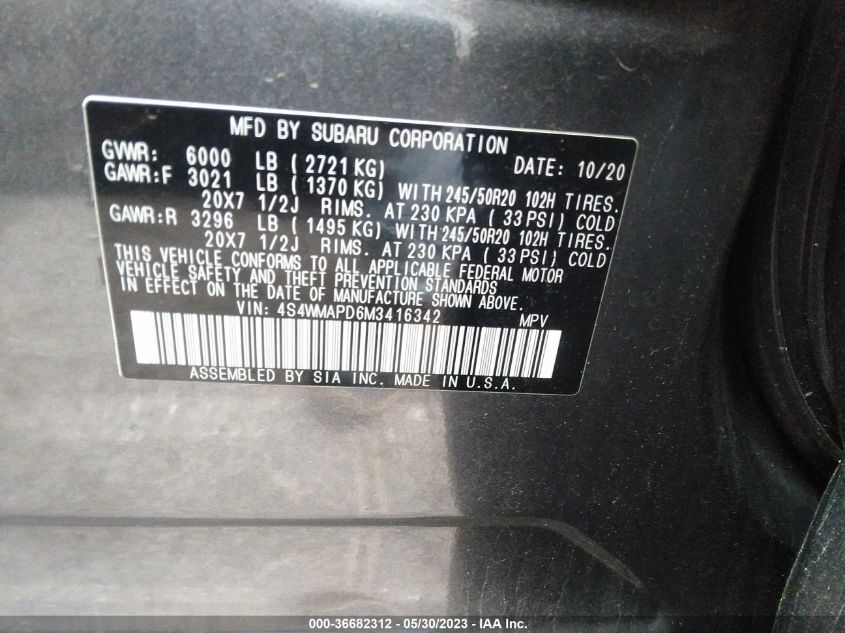 MFD BY SUBARU CORPORATION
GVWR: 6000 LB ( 2721 KG) DATE: 10/20
GAWR:F 3021 LB ( 1370 KG) WITH 245/50R20 102H TIRES.
20X7 1/2J RIMS. AT 230 KPA ( 33 PSI) COLD
GAWR:R 3296 LB ( 1495 KG) WITH 245/50R20 102H TIRES.
20X7 1/2J RIMS. AT 230 KPA ( 33 PSI) COLD
THIS VEHICLE CONFORMS TO ALL APPLICABLE FEDERAL MOTOR
VEHICLE SAFETY AND THEFT PREVENTION STANDARDS
IN EFFECT ON THE DATE OF MANUFACTURE SHOWN ABOVE.
VIN: 4S4WMAPD6M3416342 MPV
ASSEMBLED BY SIA INC. MADE IN U.S.A.
000-36682312 - 05/30/2023 - IAA Inc.